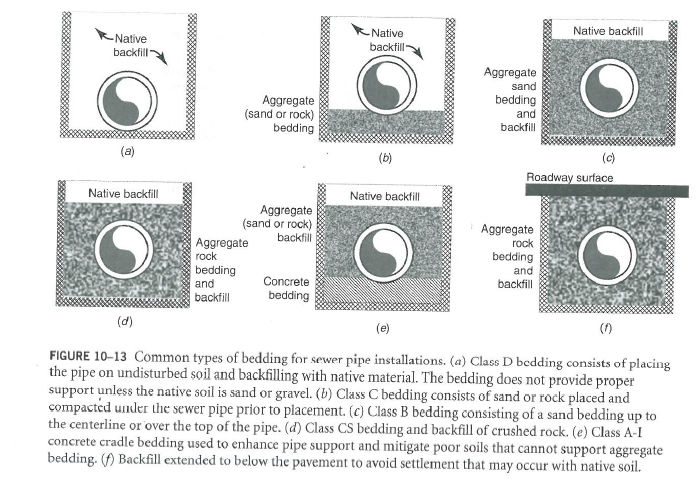 Native
backfill
(a)
Native
backfill
Aggregate
(sand or rock)
bedding
(b)
Native backfill
Aggregate
sand
bedding
and
backfill
(c)
Native backfill
Aggregate
rock
bedding
and
backfill
(d)
Native backfill
Aggregate
(sand or rock)
backfill
Concrete
bedding
(e)
Roadway surface
Aggregate
rock
bedding
and
backfill
(f)
FIGURE 10–13 Common types of bedding for sewer pipe installations. (a) Class D bedding consists of placing
the pipe on undisturbed soil and backfilling with native material. The bedding does not provide proper
support unless the native soil is sand or gravel. (b) Class C bedding consists of sand or rock placed and
compacted under the sewer pipe prior to placement. (c) Class B bedding consisting of a sand bedding up to
the centerline or over the top of the pipe. (d) Class CS bedding and backfill of crushed rock. (e) Class A-I
concrete cradle bedding used to enhance pipe support and mitigate poor soils that cannot support aggregate
bedding. (f) Backfill extended to below the pavement to avoid settlement that may occur with native soil.